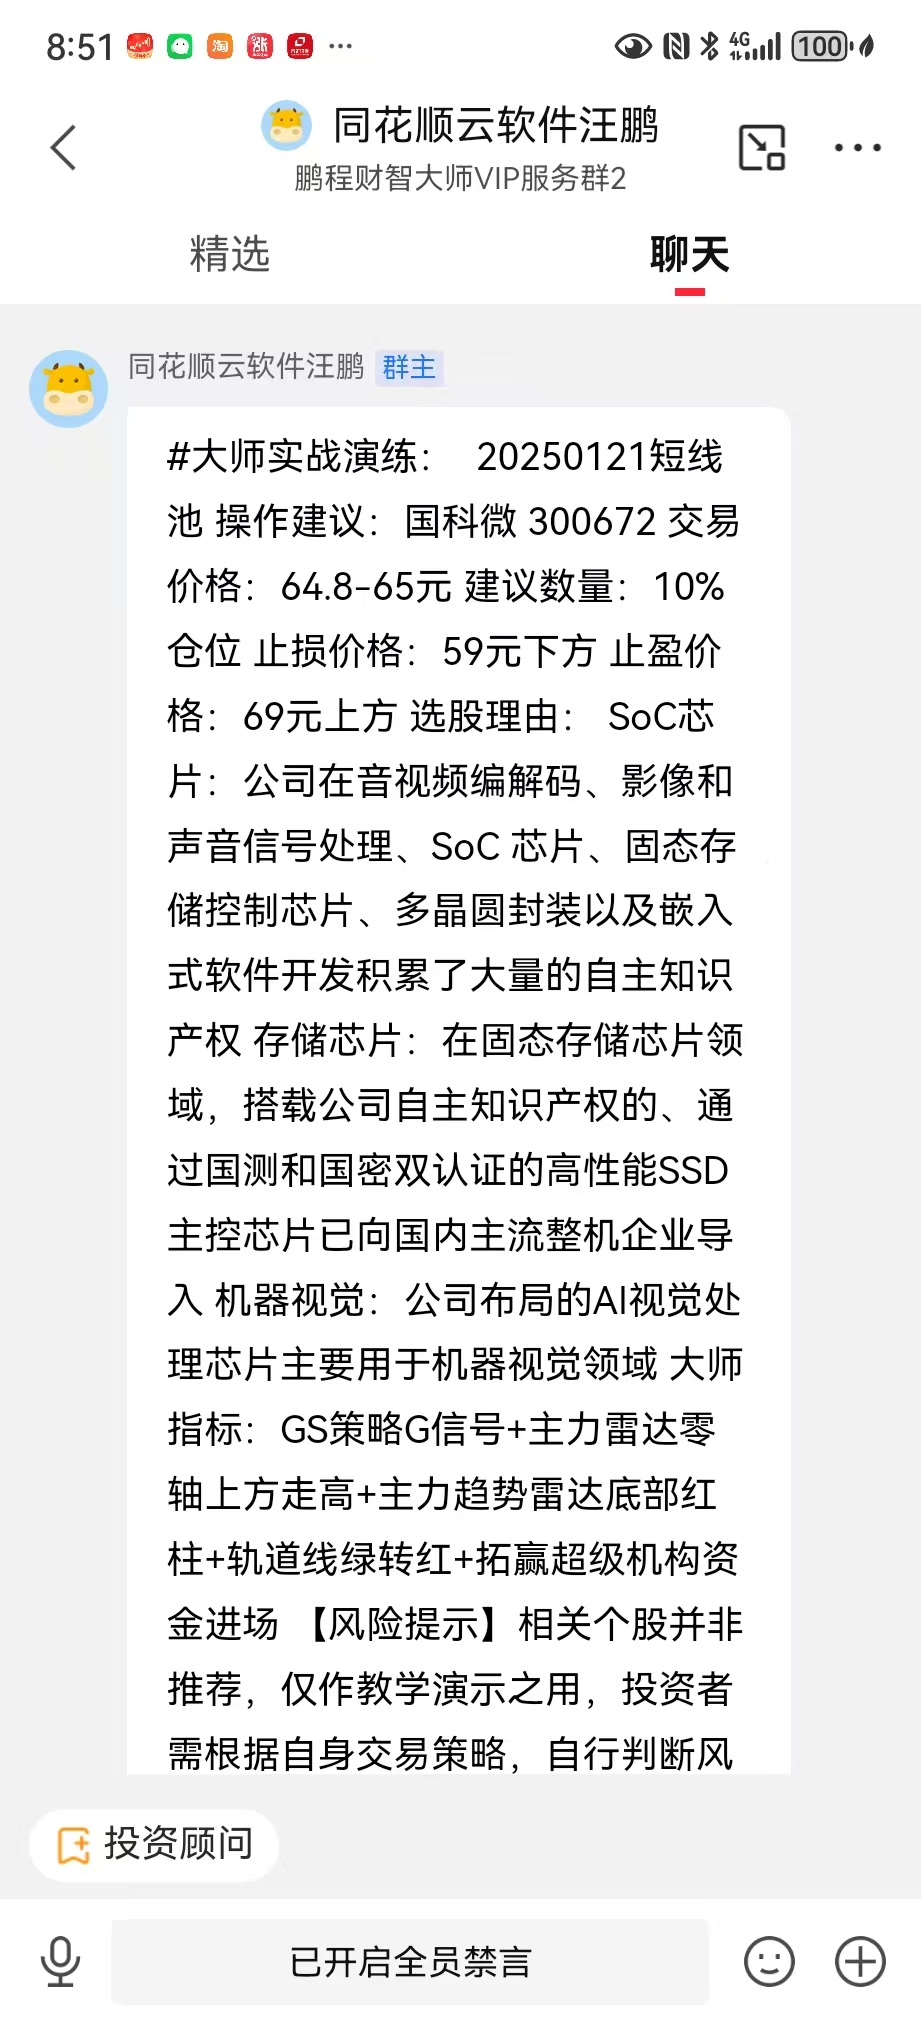 8:51
4G
100
同花顺云软件汪鹏
鹏程财智大师VIP服务群2
精选
聊天
同花顺云软件汪鹏 群主
#大师实战演练： 20250121短线
池 操作建议：国科微 300672 交易
价格：64.8-65元 建议数量：10%
仓位 止损价格：59元下方 止盈价
格：69元上方 选股理由： SoC芯
片：公司在音视频编解码、影像和
声音信号处理、SoC 芯片、固态存
储控制芯片、多晶圆封装以及嵌入
式软件开发积累了大量的自主知识
产权 存储芯片：在固态存储芯片领
域，搭载公司自主知识产权的、通
过国测和国密双认证的高性能SSD
主控芯片已向国内主流整机企业导
入 机器视觉：公司布局的AI视觉处
理芯片主要用于机器视觉领域 大师
指标：GS策略G信号+主力雷达零
轴上方走高+主力趋势雷达底部红
柱+轨道线绿转红+拓赢超级机构资
金进场 【风险提示】相关个股并非
推荐，仅作教学演示之用，投资者
需根据自身交易策略，自行判断风
投资顾问
已开启全员禁言